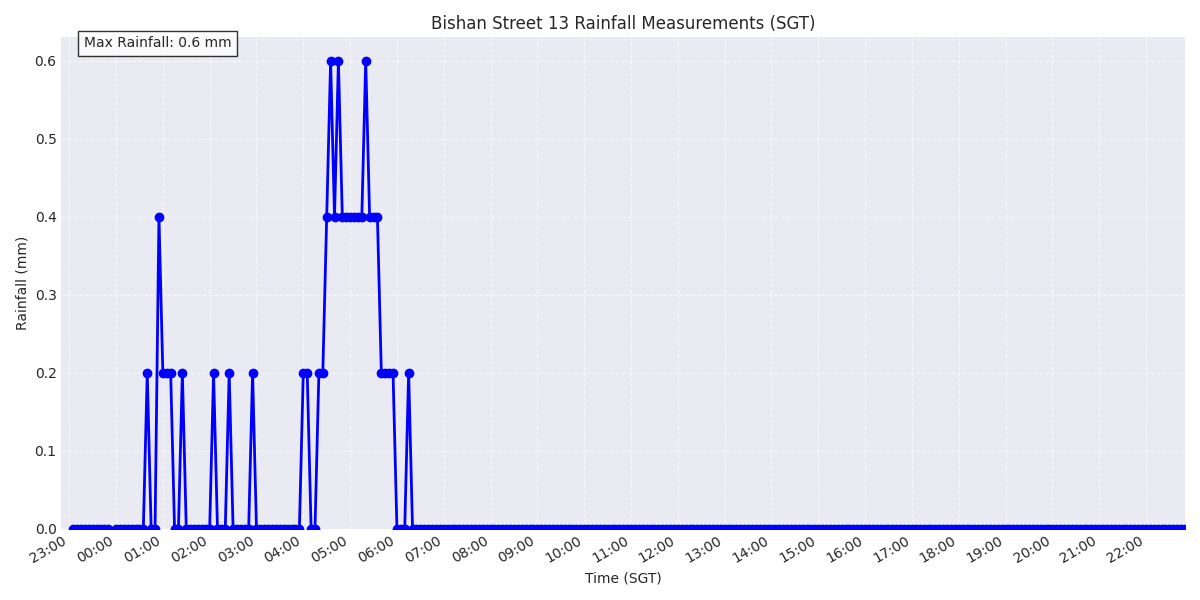 Bishan Street 13 Rainfall Measurements (SGT)
Max Rainfall: 0.6 mm
Rainfall (mm)
0.6
0.5
0.4
0.3
0.2
0.1
0.0
23:00 00:00 01:00 02:00 03:00 04:00 05:00 06:00 07:00 08:00 09:00 10:00 11:00 12:00 13:00 14:00 15:00 16:00 17:00 18:00 19:00 20:00 21:00 22:00
Time (SGT)